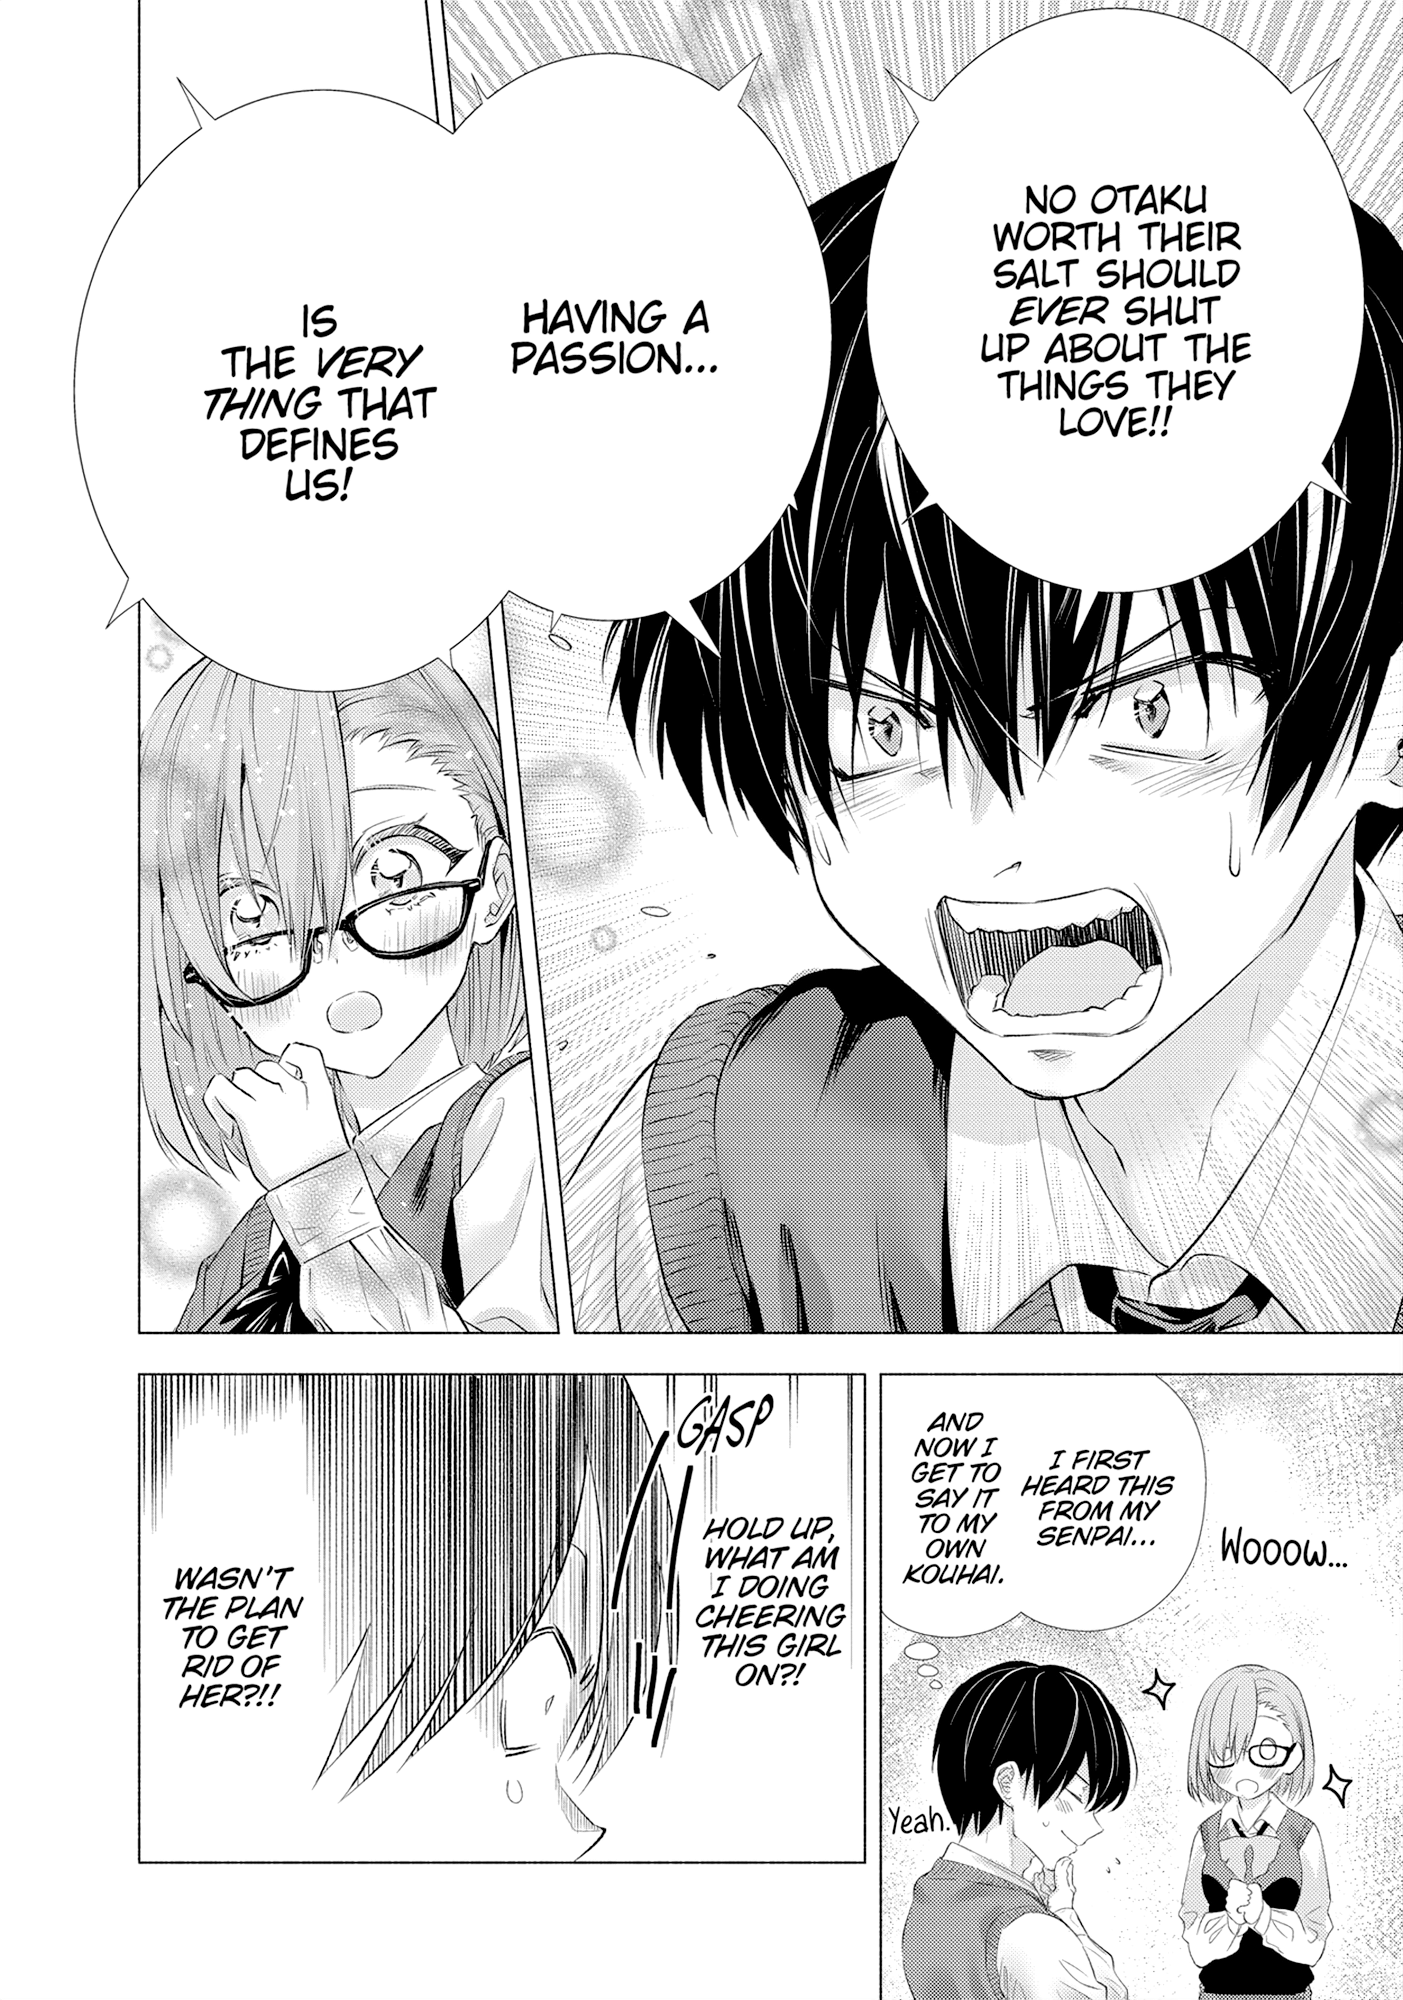 NO OTAKU
WORTH THEIR
SALT SHOULD
EVER SHUT
UP ABOUT THE
THINGS THEY
LOVE!!
HAVING A
PASSION...
IS
THE VERY
THING THAT
DEFINES
US!
WOOOW...
I FIRST
HEARD THIS
FROM MY
SENPAI...
AND
NOW I
GET TO
SAY IT
TO MY
OWN
KOUHAI.
Yeah.
GASP
HOLD UP,
WHAT AM
I DOING
CHEERING
THIS GIRL
ON?!
WASN'T
THE PLAN
TO GET
RID OF
HER?!!